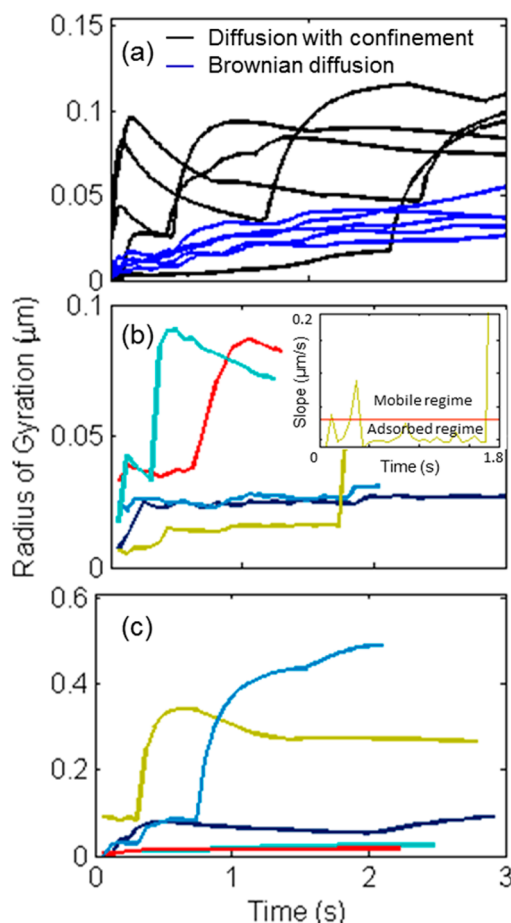 0.15
(a)
Diffusion with confinement
Brownian diffusion
0.1
0.05
0
Radius of Gyration (μm)
0.1
(b)
0.05
0
0.2
Slope (μm/s)
Mobile regime
Adsorbed regime
0
1.8
Time (s)
0.6
(c)
0.4
0.2
0
0
1
2
3
Time (s)